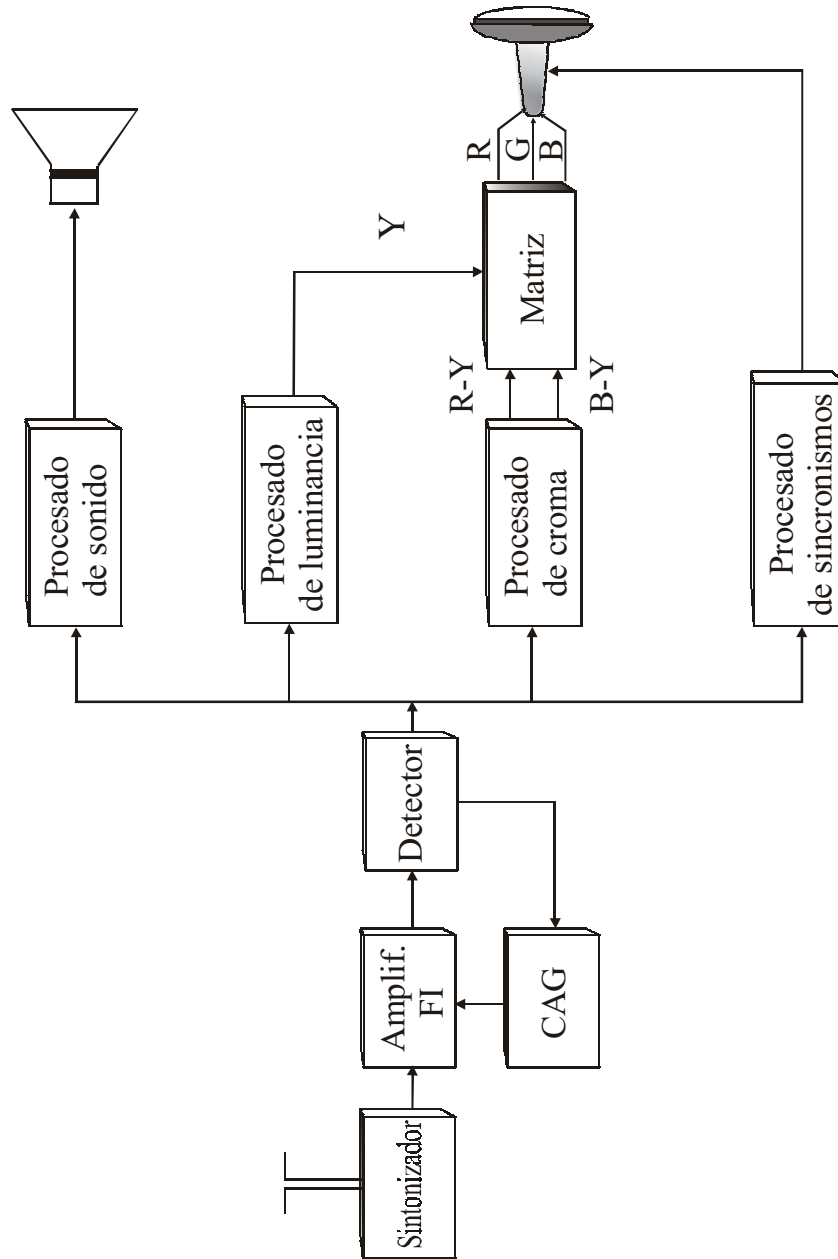 Sintonizador
Amplif.
FI
CAG
Detector
Procesado
de sonido
Procesado
de luminancia
Procesado
de croma
Procesado
de sincronismos
Y
R-Y
B-Y
Matriz
R
G
B